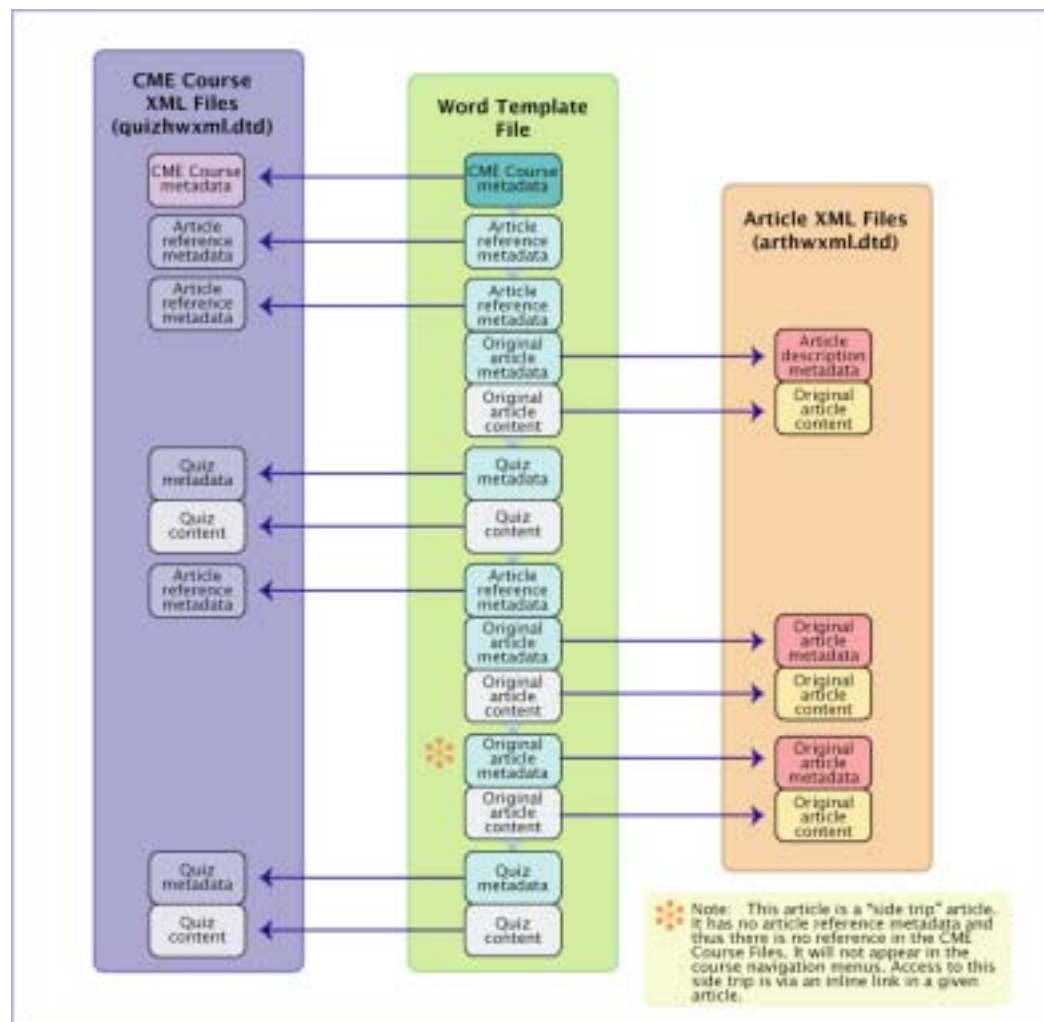 CME Course
XML Files
(quizhwxml.dtd)
CME Course
metadata
Article
reference
metadata
Article
reference
metadata
Quiz
metadata
Quiz
content
Article
reference
metadata
Quiz
metadata
Quiz
content
Word Template
File
CME Course
metadata
Article
reference
metadata
Article
reference
metadata
Original
article
metadata
Original
article
content
Quiz
metadata
Quiz
content
Article
reference
metadata
Original
article
metadata
Original
article
content
Original
article
metadata
Original
article
content
Quiz
metadata
Quiz
content
Article XML Files
(arthwxml.dtd)
Article
description
metadata
Original
article
content
Original
article
metadata
Original
article
content
Original
article
metadata
Original
article
content
Note: This article is a "side trip" article.
It has no article reference metadata and
thus there is no reference in the CME
Course Files. It will not appear in the
course navigation menus. Access to this
side trip is via an inline link in a given
article.